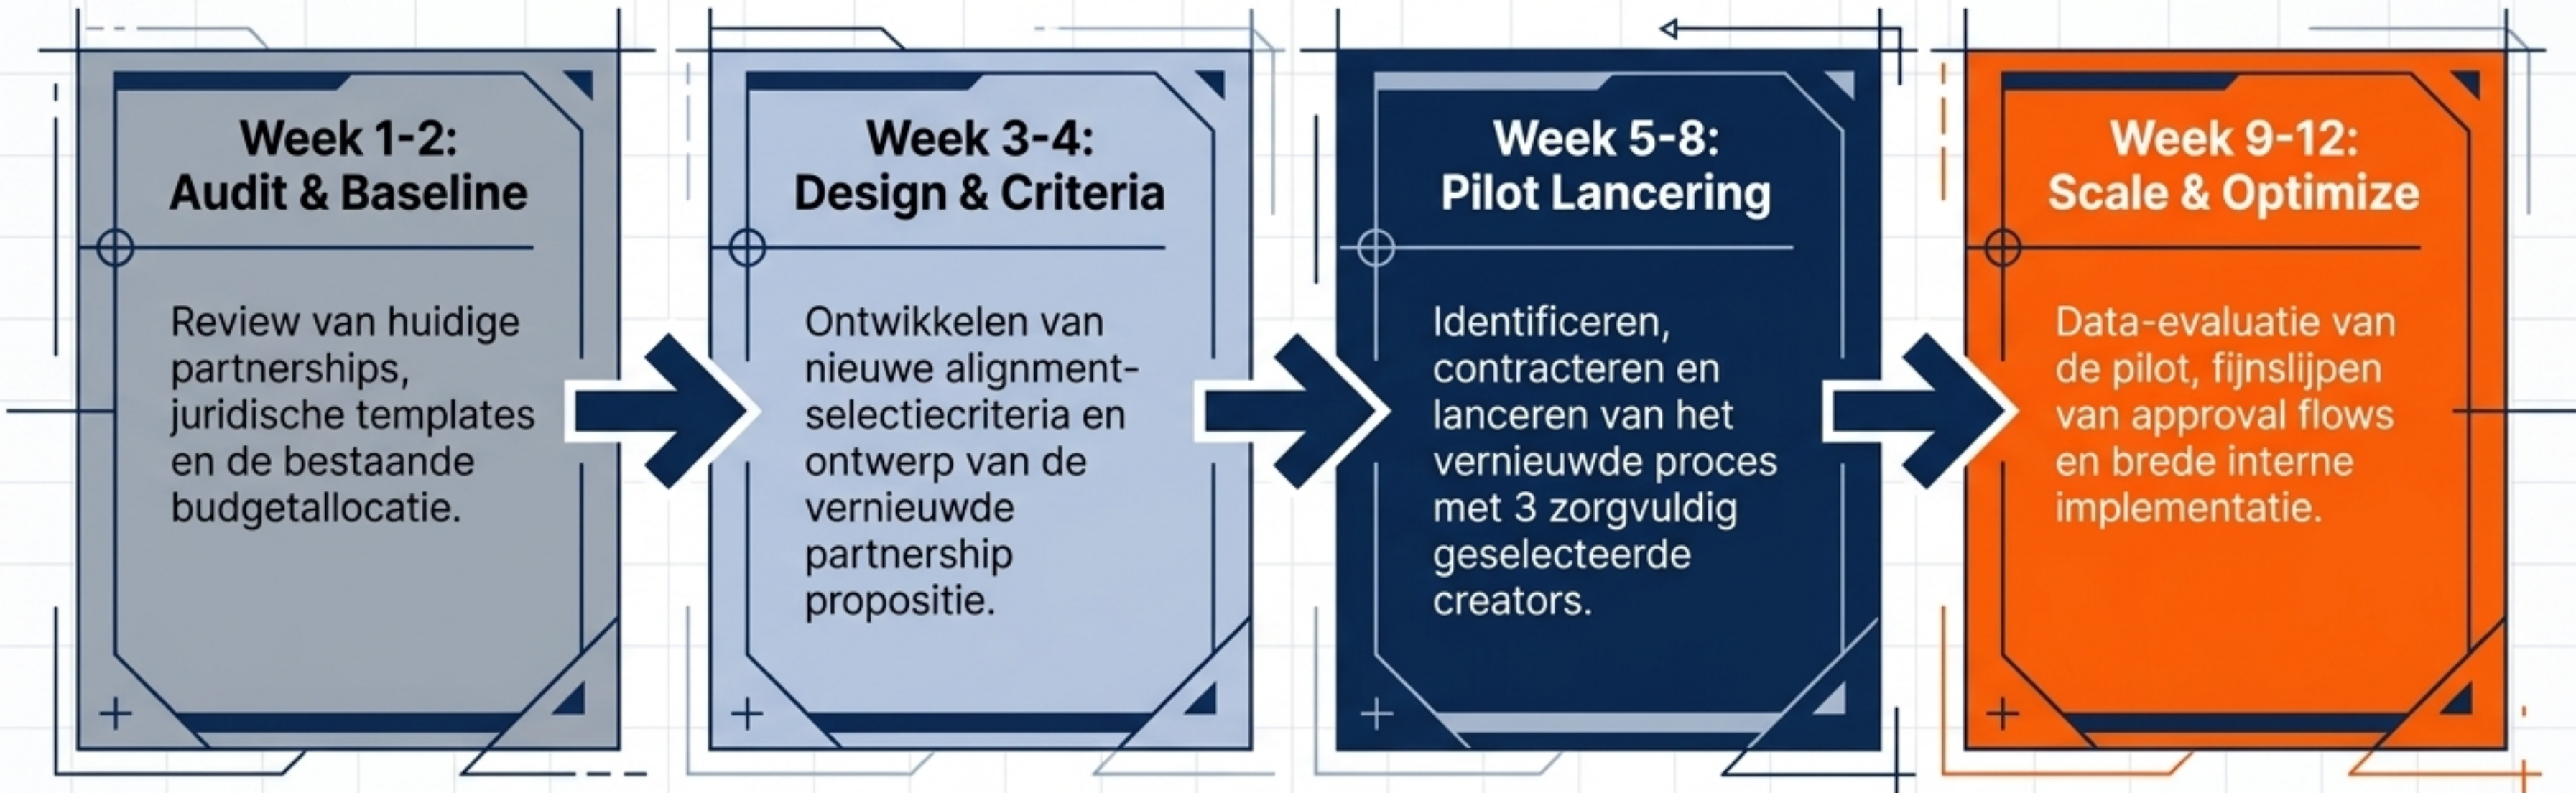 Week 1-2:
Audit & Baseline
Review van huidige
partnerships,
juridische templates
en de bestaande
budgetallocatie.
Week 3-4:
Design & Criteria
Ontwikkelen van
nieuwe alignment-
selectiecriteria en
ontwerp van de
vernieuwde
partnership
propositie.
Week 5-8:
Pilot Lancering
Identificeren,
contracteren en
lanceren van het
vernieuwde proces
met 3 zorgvuldig
geselecteerde
creators.
Week 9-12:
Scale & Optimize
Data-evaluatie van
de pilot, fijnslijpen
van approval flows
en brede interne
implementatie.